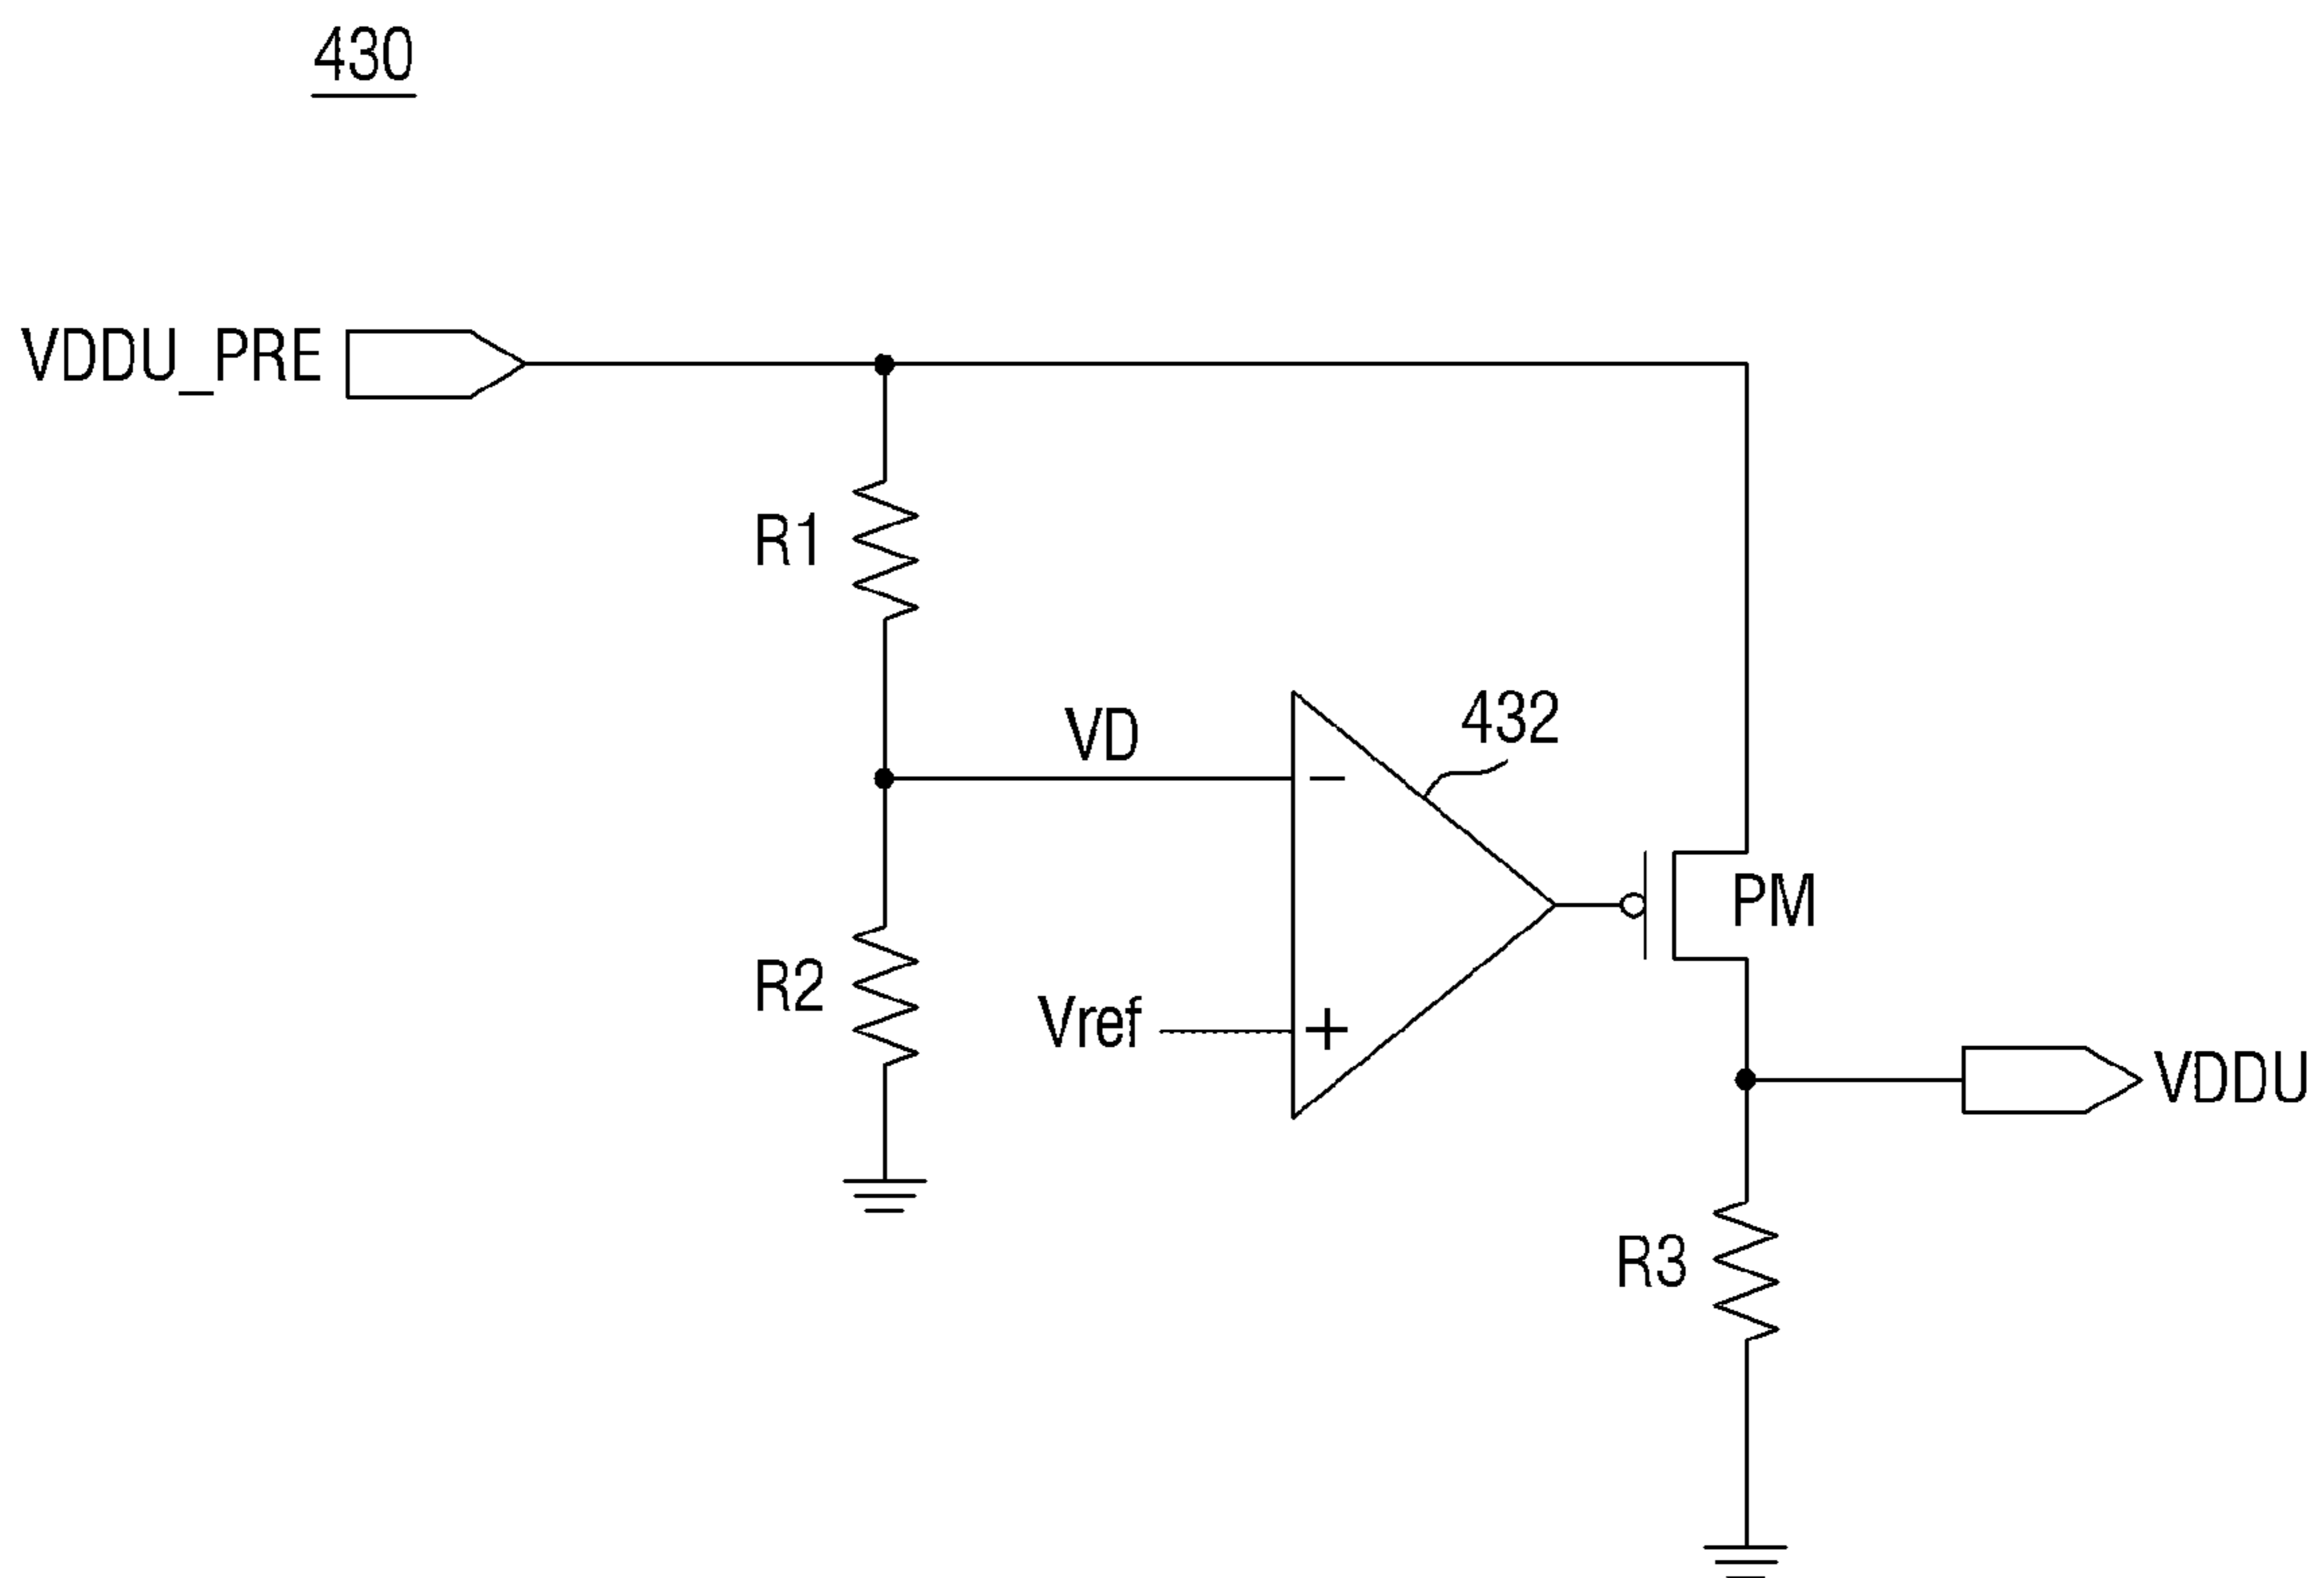 430
VDDU_PRE
R1
VD
432
−
PM
R2
Vref
+
VDDU
R3